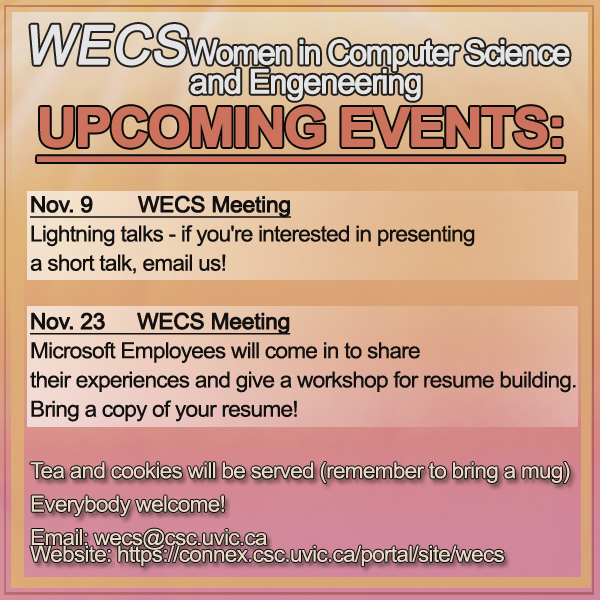 WECS Women in Computer Science
and Engeneering
UPCOMING EVENTS:
Nov. 9 WECS Meeting
Lightning talks - if you're interested in presenting
a short talk, email us!
Nov. 23 WECS Meeting
Microsoft Employees will come in to share
their experiences and give a workshop for resume building.
Bring a copy of your resume!
Tea and cookies will be served (remember to bring a mug)
Everybody welcome!
Email: wecs@csc.uvic.ca
Website: https://connex.csc.uvic.ca/portal/site/wecs